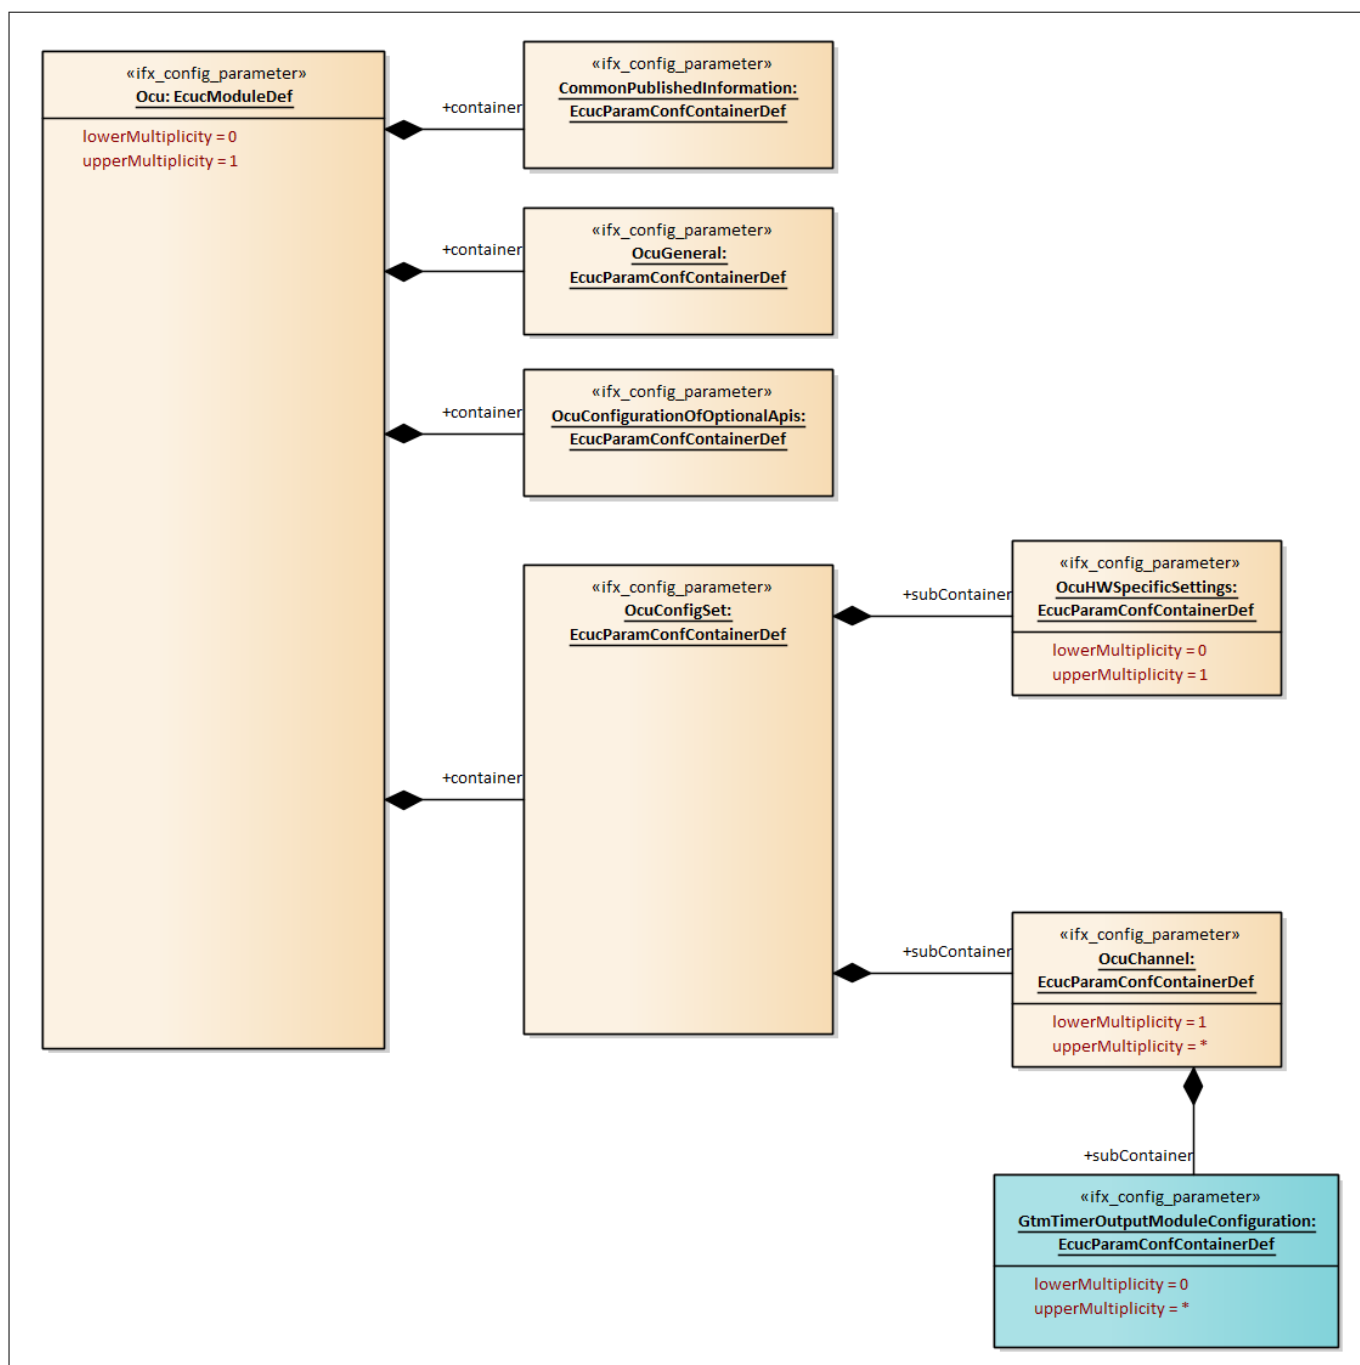 «ifx_config_parameter»
Ocu: EcucModuleDef
lowerMultiplicity = 0
upperMultiplicity = 1
+container
«ifx_config_parameter»
CommonPublishedInformation:
EcucParamConfContainerDef
+container
«ifx_config_parameter»
OcuGeneral:
EcucParamConfContainerDef
+container
«ifx_config_parameter»
OcuConfigurationOfOptionalApis:
EcucParamConfContainerDef
+container
«ifx_config_parameter»
OcuConfigSet:
EcucParamConfContainerDef
+subContainer
«ifx_config_parameter»
OcuHWSpecificSettings:
EcucParamConfContainerDef
lowerMultiplicity = 0
upperMultiplicity = 1
+subContainer
«ifx_config_parameter»
OcuChannel:
EcucParamConfContainerDef
lowerMultiplicity = 1
upperMultiplicity = *
+subContainer
«ifx_config_parameter»
GtmTimerOutputModuleConfiguration:
EcucParamConfContainerDef
lowerMultiplicity = 0
upperMultiplicity = *